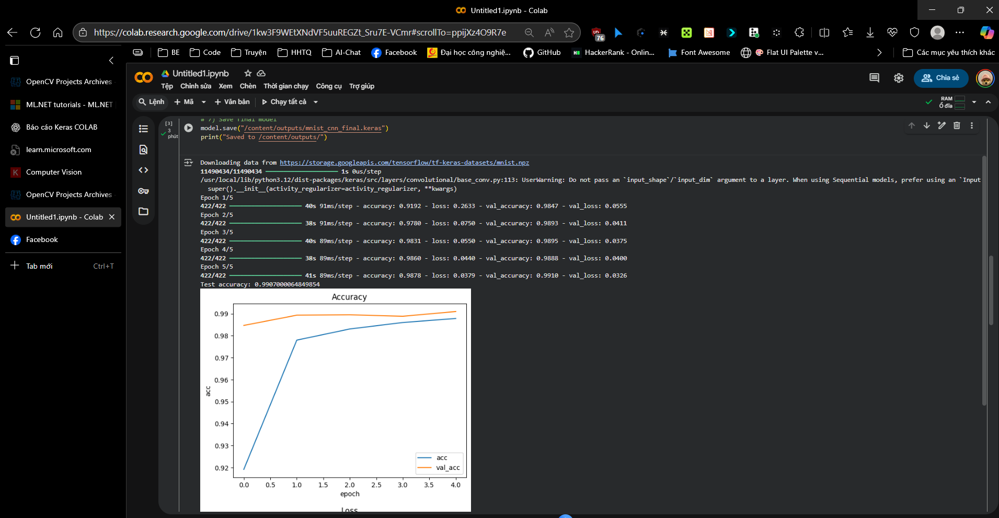 Untitled1.ipynb - Colab
https://colab.research.google.com/drive/1kw3F9WEtXNdVF5uuREGZt_Sru7E-VCmr#scrollTo=ppijXz4O9R7e
76
BE
Code
Truyện
HHTQ
AI-Chat
Facebook
Đại học công nghiệ...
GitHub
HackerRank - Onlin...
Font Awesome
Flat UI Palette v...
Các mục yêu thích khác
OpenCV Projects Archives
ML.NET tutorials - ML.NET
Báo cáo Keras COLAB
learn.microsoft.com
Computer Vision
OpenCV Projects Archives
Untitled1.ipynb - Colab
Facebook
Tab mới Ctrl+T
Untitled1.ipynb
Tệp Chỉnh sửa Xem Chèn Thời gian chạy Công cụ Trợ giúp
Chia sẻ
Lệnh + Mã + Văn bản Chạy tất cả
RAM
Ổ đĩa
[3]
3
phút
# 7) Save final model
model.save("/content/outputs/mnist_cnn_final.keras")
print("Saved to /content/outputs/")
Downloading data from https://storage.googleapis.com/tensorflow/tf-keras-datasets/mnist.npz
11490434/11490434 1s 0us/step
/usr/local/lib/python3.12/dist-packages/keras/src/layers/convolutional/base_conv.py:113: UserWarning: Do not pass an `input_shape`/`input_dim` argument to a layer. When using Sequential models, prefer using an `Input
super().__init__(activity_regularizer=activity_regularizer, **kwargs)
Epoch 1/5
422/422 40s 91ms/step - accuracy: 0.9192 - loss: 0.2633 - val_accuracy: 0.9847 - val_loss: 0.0555
Epoch 2/5
422/422 38s 91ms/step - accuracy: 0.9780 - loss: 0.0750 - val_accuracy: 0.9893 - val_loss: 0.0411
Epoch 3/5
422/422 40s 89ms/step - accuracy: 0.9831 - loss: 0.0550 - val_accuracy: 0.9895 - val_loss: 0.0375
Epoch 4/5
422/422 38s 89ms/step - accuracy: 0.9860 - loss: 0.0440 - val_accuracy: 0.9888 - val_loss: 0.0400
Epoch 5/5
422/422 41s 89ms/step - accuracy: 0.9878 - loss: 0.0379 - val_accuracy: 0.9910 - val_loss: 0.0326
Test accuracy: 0.9907000064849854
Accuracy
0.99
0.98
0.97
0.96
0.95
0.94
0.93
0.92
acc
acc
val_acc
0.0 0.5 1.0 1.5 2.0 2.5 3.0 3.5 4.0
epoch
Loss